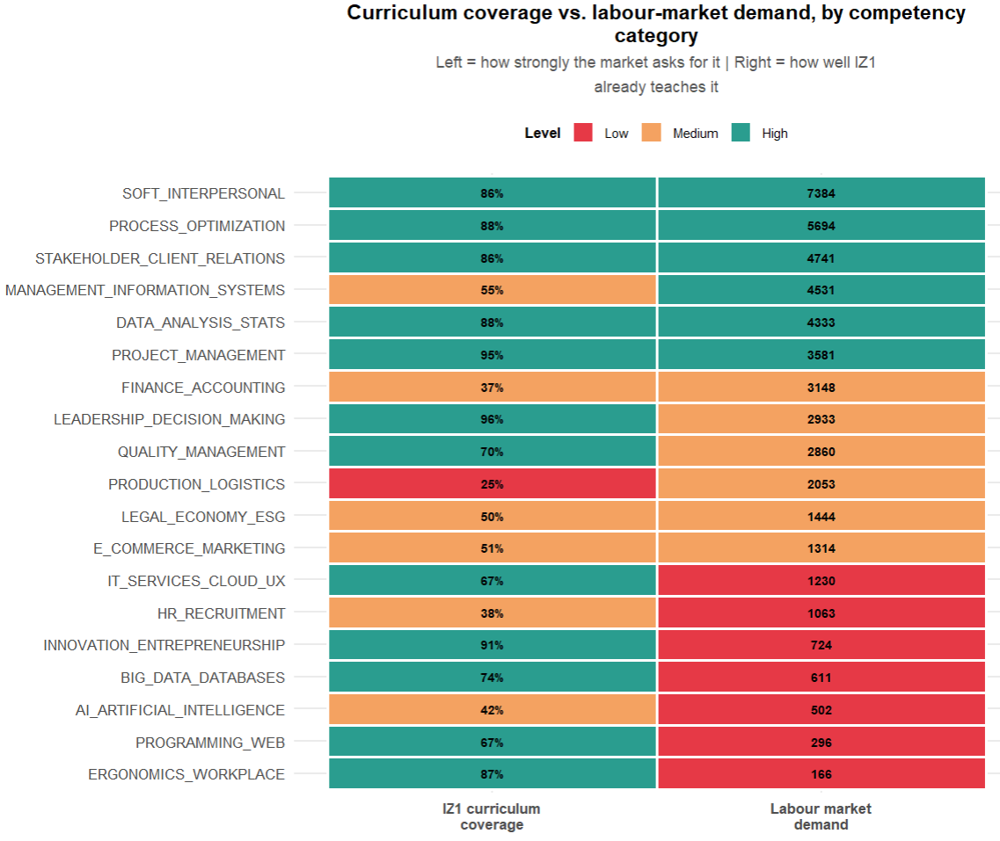 Curriculum coverage vs. labour-market demand, by competency
category
Left = how strongly the market asks for it | Right = how well IZ1
already teaches it
Level Low Medium High
SOFT_INTERPERSONAL 86% 7384
PROCESS_OPTIMIZATION 88% 5694
STAKEHOLDER_CLIENT_RELATIONS 86% 4741
MANAGEMENT_INFORMATION_SYSTEMS 55% 4531
DATA_ANALYSIS_STATS 88% 4333
PROJECT_MANAGEMENT 95% 3581
FINANCE_ACCOUNTING 37% 3148
LEADERSHIP_DECISION_MAKING 96% 2933
QUALITY_MANAGEMENT 70% 2860
PRODUCTION_LOGISTICS 25% 2053
LEGAL_ECONOMY_ESG 50% 1444
E_COMMERCE_MARKETING 51% 1314
IT_SERVICES_CLOUD_UX 67% 1230
HR_RECRUITMENT 38% 1063
INNOVATION_ENTREPRENEURSHIP 91% 724
BIG_DATA_DATABASES 74% 611
AI_ARTIFICIAL_INTELLIGENCE 42% 502
PROGRAMMING_WEB 67% 296
ERGONOMICS_WORKPLACE 87% 166
IZ1 curriculum
coverage
Labour market
demand